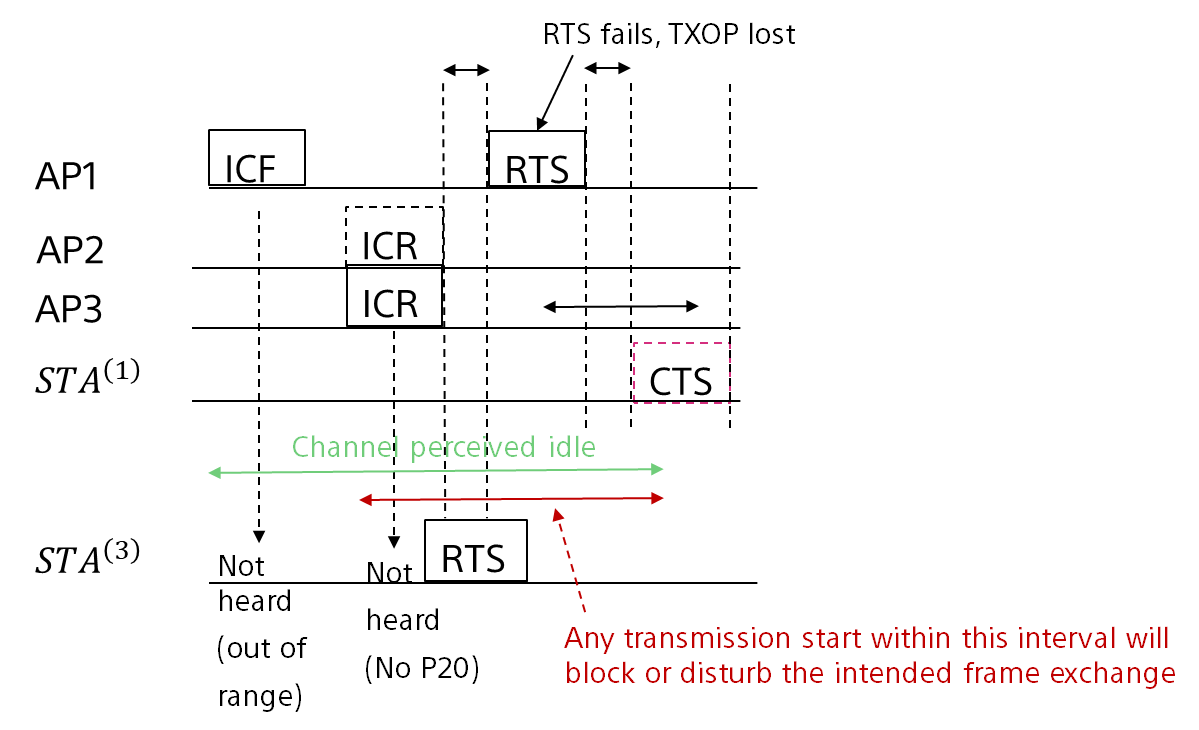 RTS fails, TXOP lost
AP1
ICF
RTS
AP2
ICR
AP3
ICR
STA(1)
CTS
Channel perceived idle
STA(3)
RTS
Not
heard
(out of
range)
Not
heard
(No P20)
Any transmission start within this interval will
block or disturb the intended frame exchange